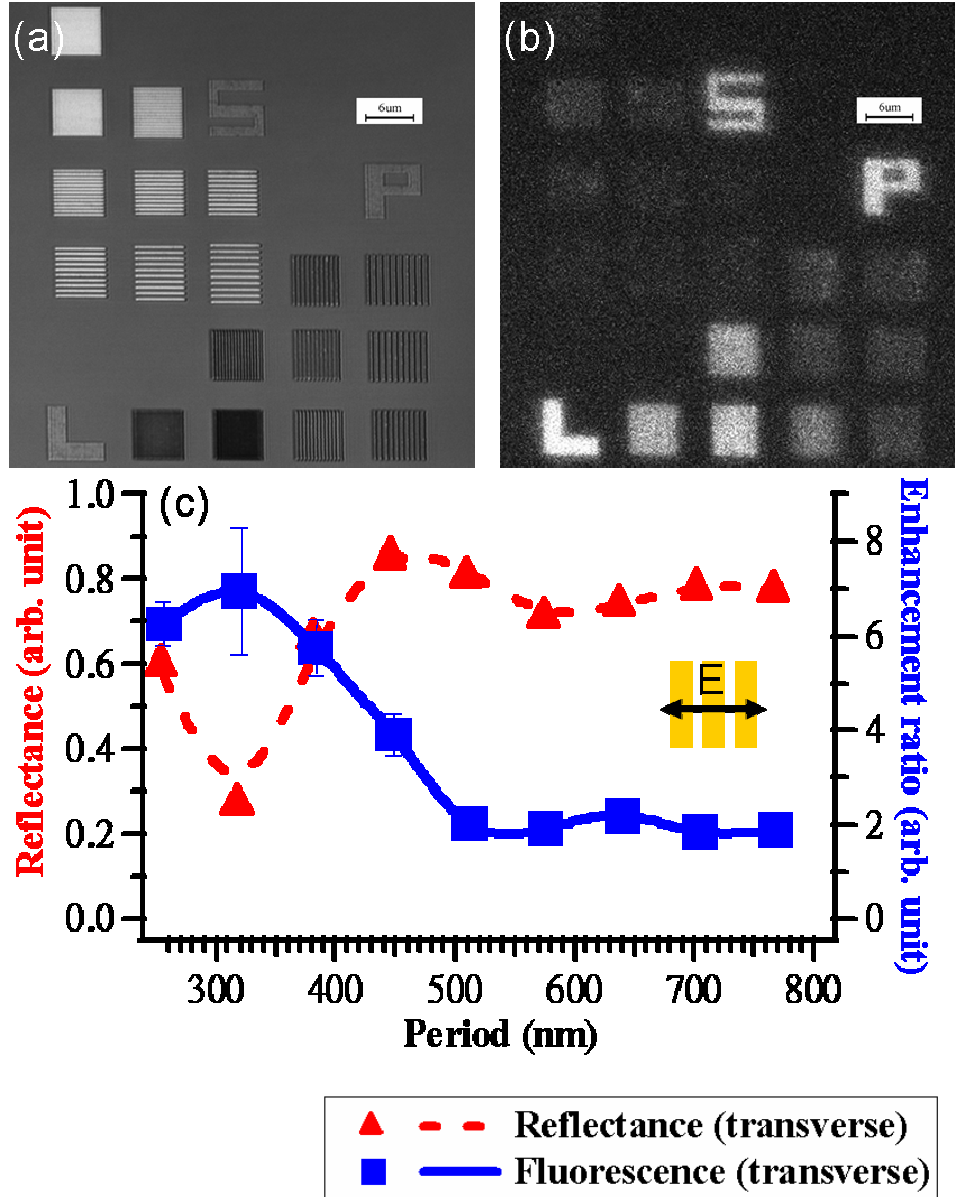 (a)
(b)
S
6um
S
6um
P
P
L
L
(c)
Reflectance (arb. unit)
Enhancement ratio (arb. unit)
1.0
0.8
0.6
0.4
0.2
0.0
8
6
4
2
0
E
300 400 500 600 700 800
Period (nm)
Reflectance (transverse)
Fluorescence (transverse)